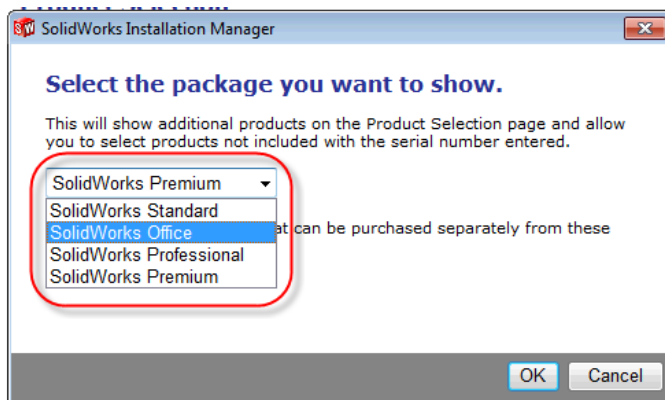 SolidWorks Installation Manager
Select the package you want to show.
This will show additional products on the Product Selection page and allow
you to select products not included with the serial number entered.
SolidWorks Premium
SolidWorks Standard
SolidWorks Office
at can be purchased separately from these
SolidWorks Professional
SolidWorks Premium
OK
Cancel